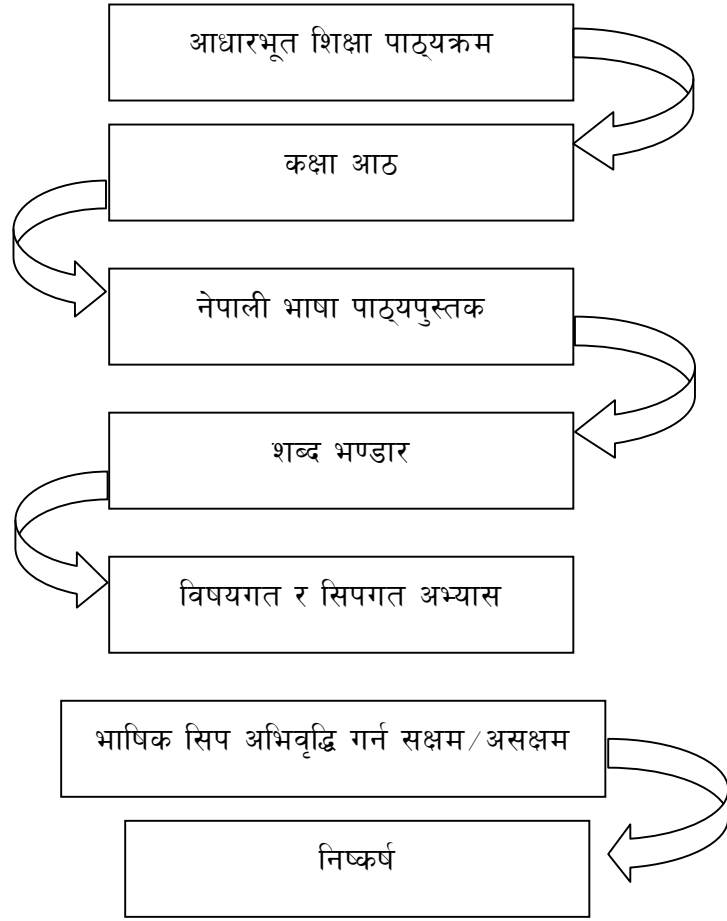 आधारभूत शिक्षा पाठ्यक्रम
कक्षा आठ
नेपाली भाषा पाठ्यपुस्तक
शब्द भण्डार
विषयगत र सिपगत अभ्यास
भाषिक सिप अभिवृद्धि गर्न सक्षम/असक्षम
निष्कर्ष